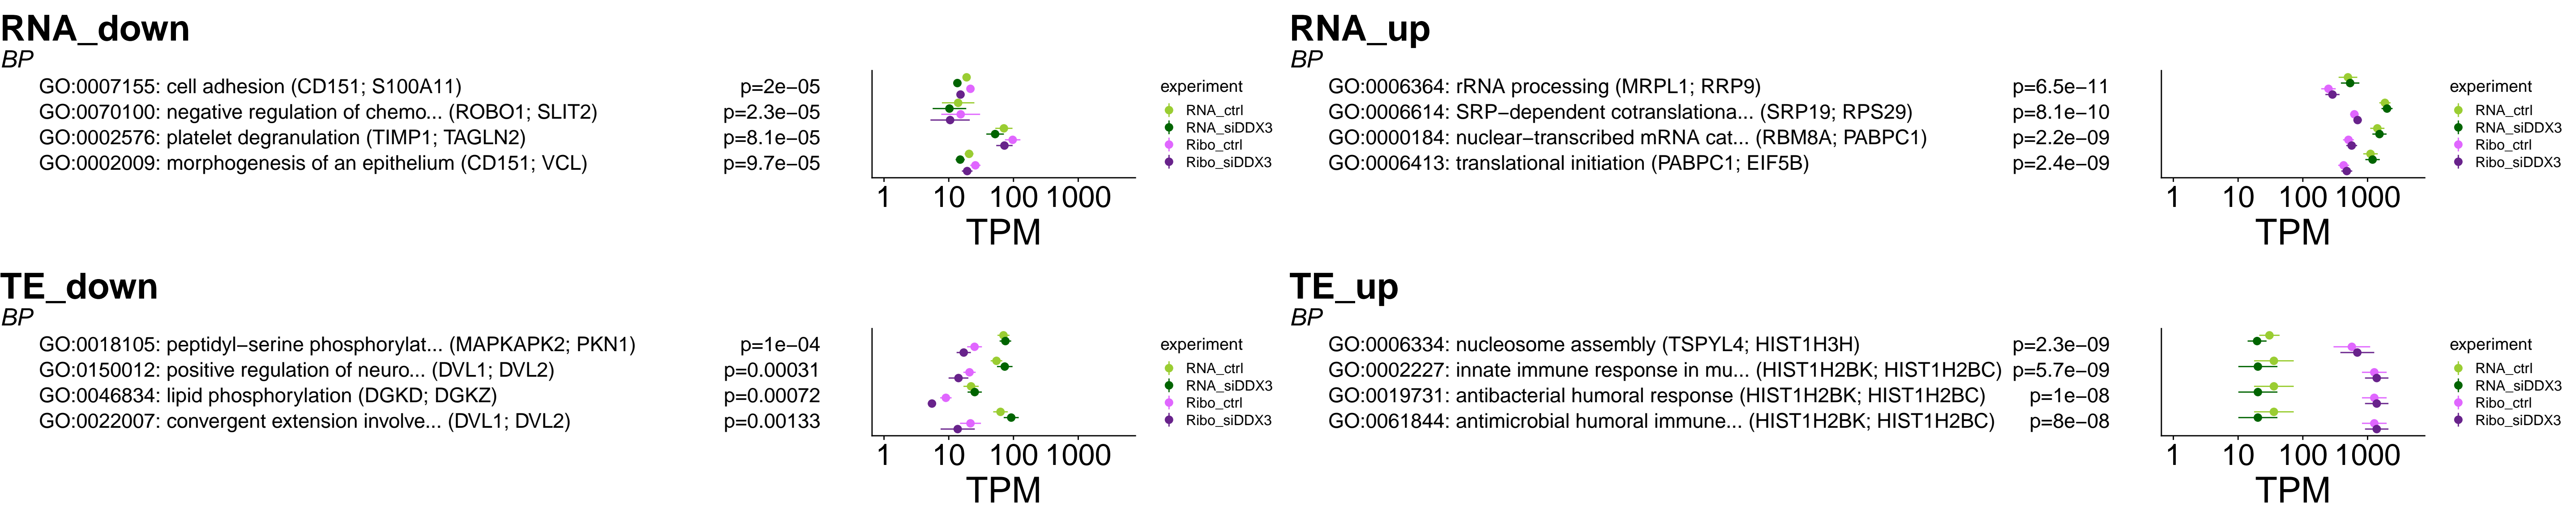 RNA_down
BP
GO:0007155: cell adhesion (CD151; S100A11) p=2e−05
GO:0070100: negative regulation of chemo... (ROBO1; SLIT2) p=2.3e−05
GO:0002576: platelet degranulation (TIMP1; TAGLN2) p=8.1e−05
GO:0002009: morphogenesis of an epithelium (CD151; VCL) p=9.7e−05
1 10 100 1000
TPM
experiment
RNA_ctrl
RNA_siDDX3
Ribo_ctrl
Ribo_siDDX3
RNA_up
BP
GO:0006364: rRNA processing (MRPL1; RRP9) p=6.5e−11
GO:0006614: SRP−dependent cotranslationa... (SRP19; RPS29) p=8.1e−10
GO:0000184: nuclear−transcribed mRNA cat... (RBM8A; PABPC1) p=2.2e−09
GO:0006413: translational initiation (PABPC1; EIF5B) p=2.4e−09
1 10 100 1000
TPM
experiment
RNA_ctrl
RNA_siDDX3
Ribo_ctrl
Ribo_siDDX3
TE_down
BP
GO:0018105: peptidyl−serine phosphorylat... (MAPKAPK2; PKN1) p=1e−04
GO:0150012: positive regulation of neuro... (DVL1; DVL2) p=0.00031
GO:0046834: lipid phosphorylation (DGKD; DGKZ) p=0.00072
GO:0022007: convergent extension involve... (DVL1; DVL2) p=0.00133
1 10 100 1000
TPM
experiment
RNA_ctrl
RNA_siDDX3
Ribo_ctrl
Ribo_siDDX3
TE_up
BP
GO:0006334: nucleosome assembly (TSPYL4; HIST1H3H) p=2.3e−09
GO:0002227: innate immune response in mu... (HIST1H2BK; HIST1H2BC) p=5.7e−09
GO:0019731: antibacterial humoral response (HIST1H2BK; HIST1H2BC) p=1e−08
GO:0061844: antimicrobial humoral immune... (HIST1H2BK; HIST1H2BC) p=8e−08
1 10 100 1000
TPM
experiment
RNA_ctrl
RNA_siDDX3
Ribo_ctrl
Ribo_siDDX3